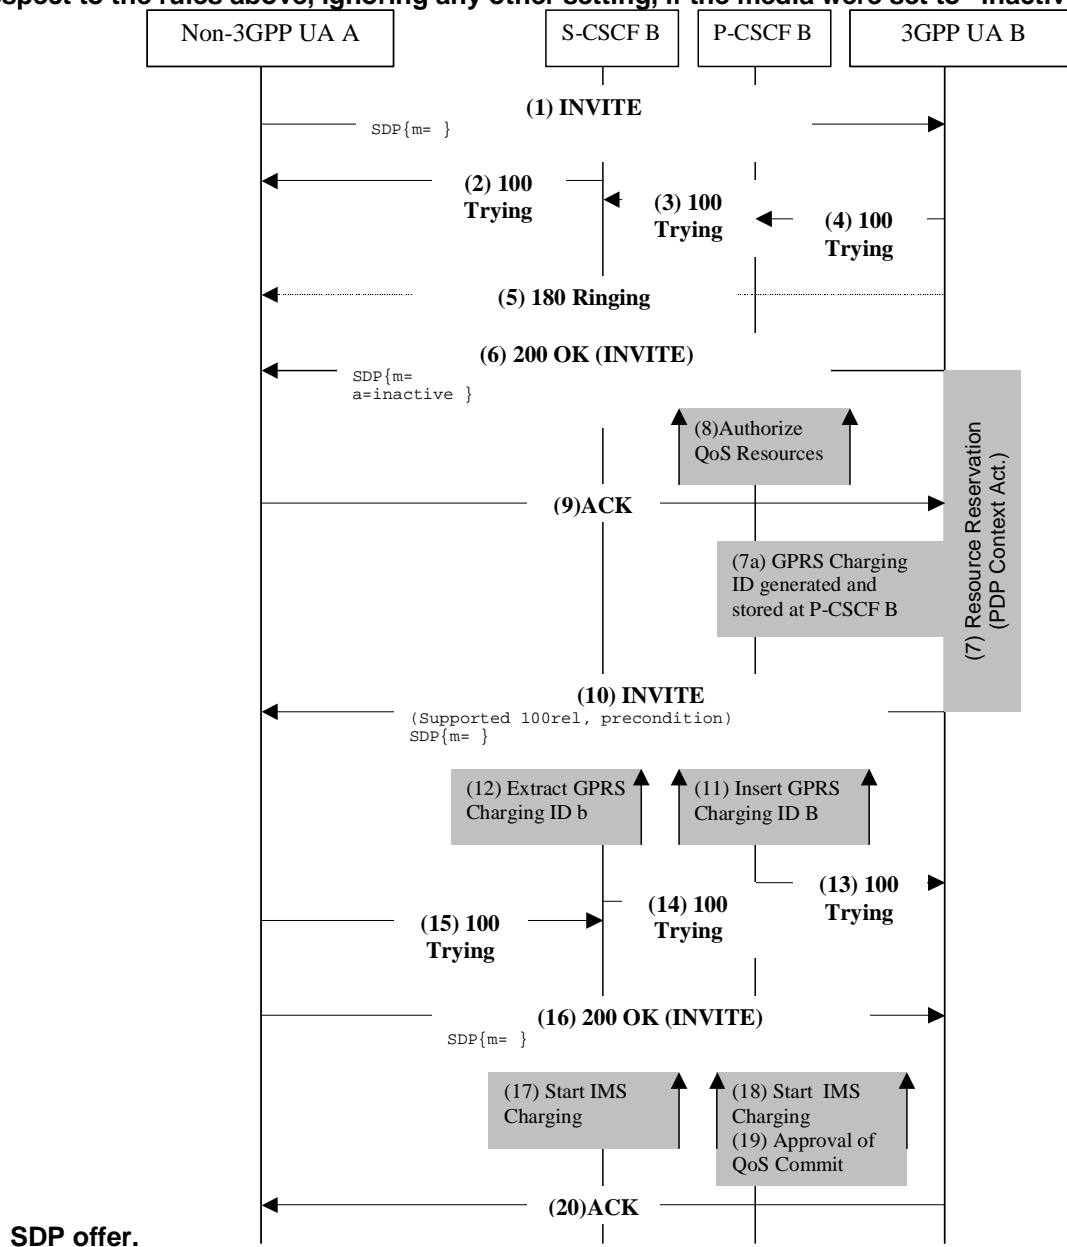 espect to the rules above, ignoring any other setting, if the media were set to "inactiv
Non-3GPP UA A
S-CSCF B
P-CSCF B
3GPP UA B
(1) INVITE
SDP{m= }
(2) 100
Trying
(3) 100
Trying
(4) 100
Trying
(5) 180 Ringing
(6) 200 OK (INVITE)
SDP{m=
a=inactive }
(8)Authorize
QoS Resources
(9)ACK
(7) Resource Reservation
(PDP Context Act.)
(7a) GPRS Charging
ID generated and
stored at P-CSCF B
(10) INVITE
(Supported 100rel, precondition)
SDP{m= }
(12) Extract GPRS
Charging ID b
(11) Insert GPRS
Charging ID B
(13) 100
Trying
(14) 100
Trying
(15) 100
Trying
(16) 200 OK (INVITE)
SDP{m= }
(17) Start IMS
Charging
(18) Start IMS
Charging
(19) Approval of
QoS Commit
(20)ACK
SDP offer.